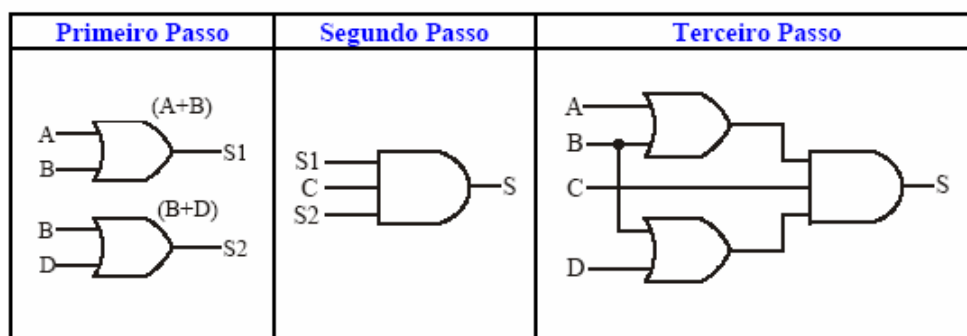 Primeiro Passo
Segundo Passo
Terceiro Passo
(A+B)
A
B
S1
(B+D)
B
D
S2
S1
C
S2
S
A
B
C
D
S